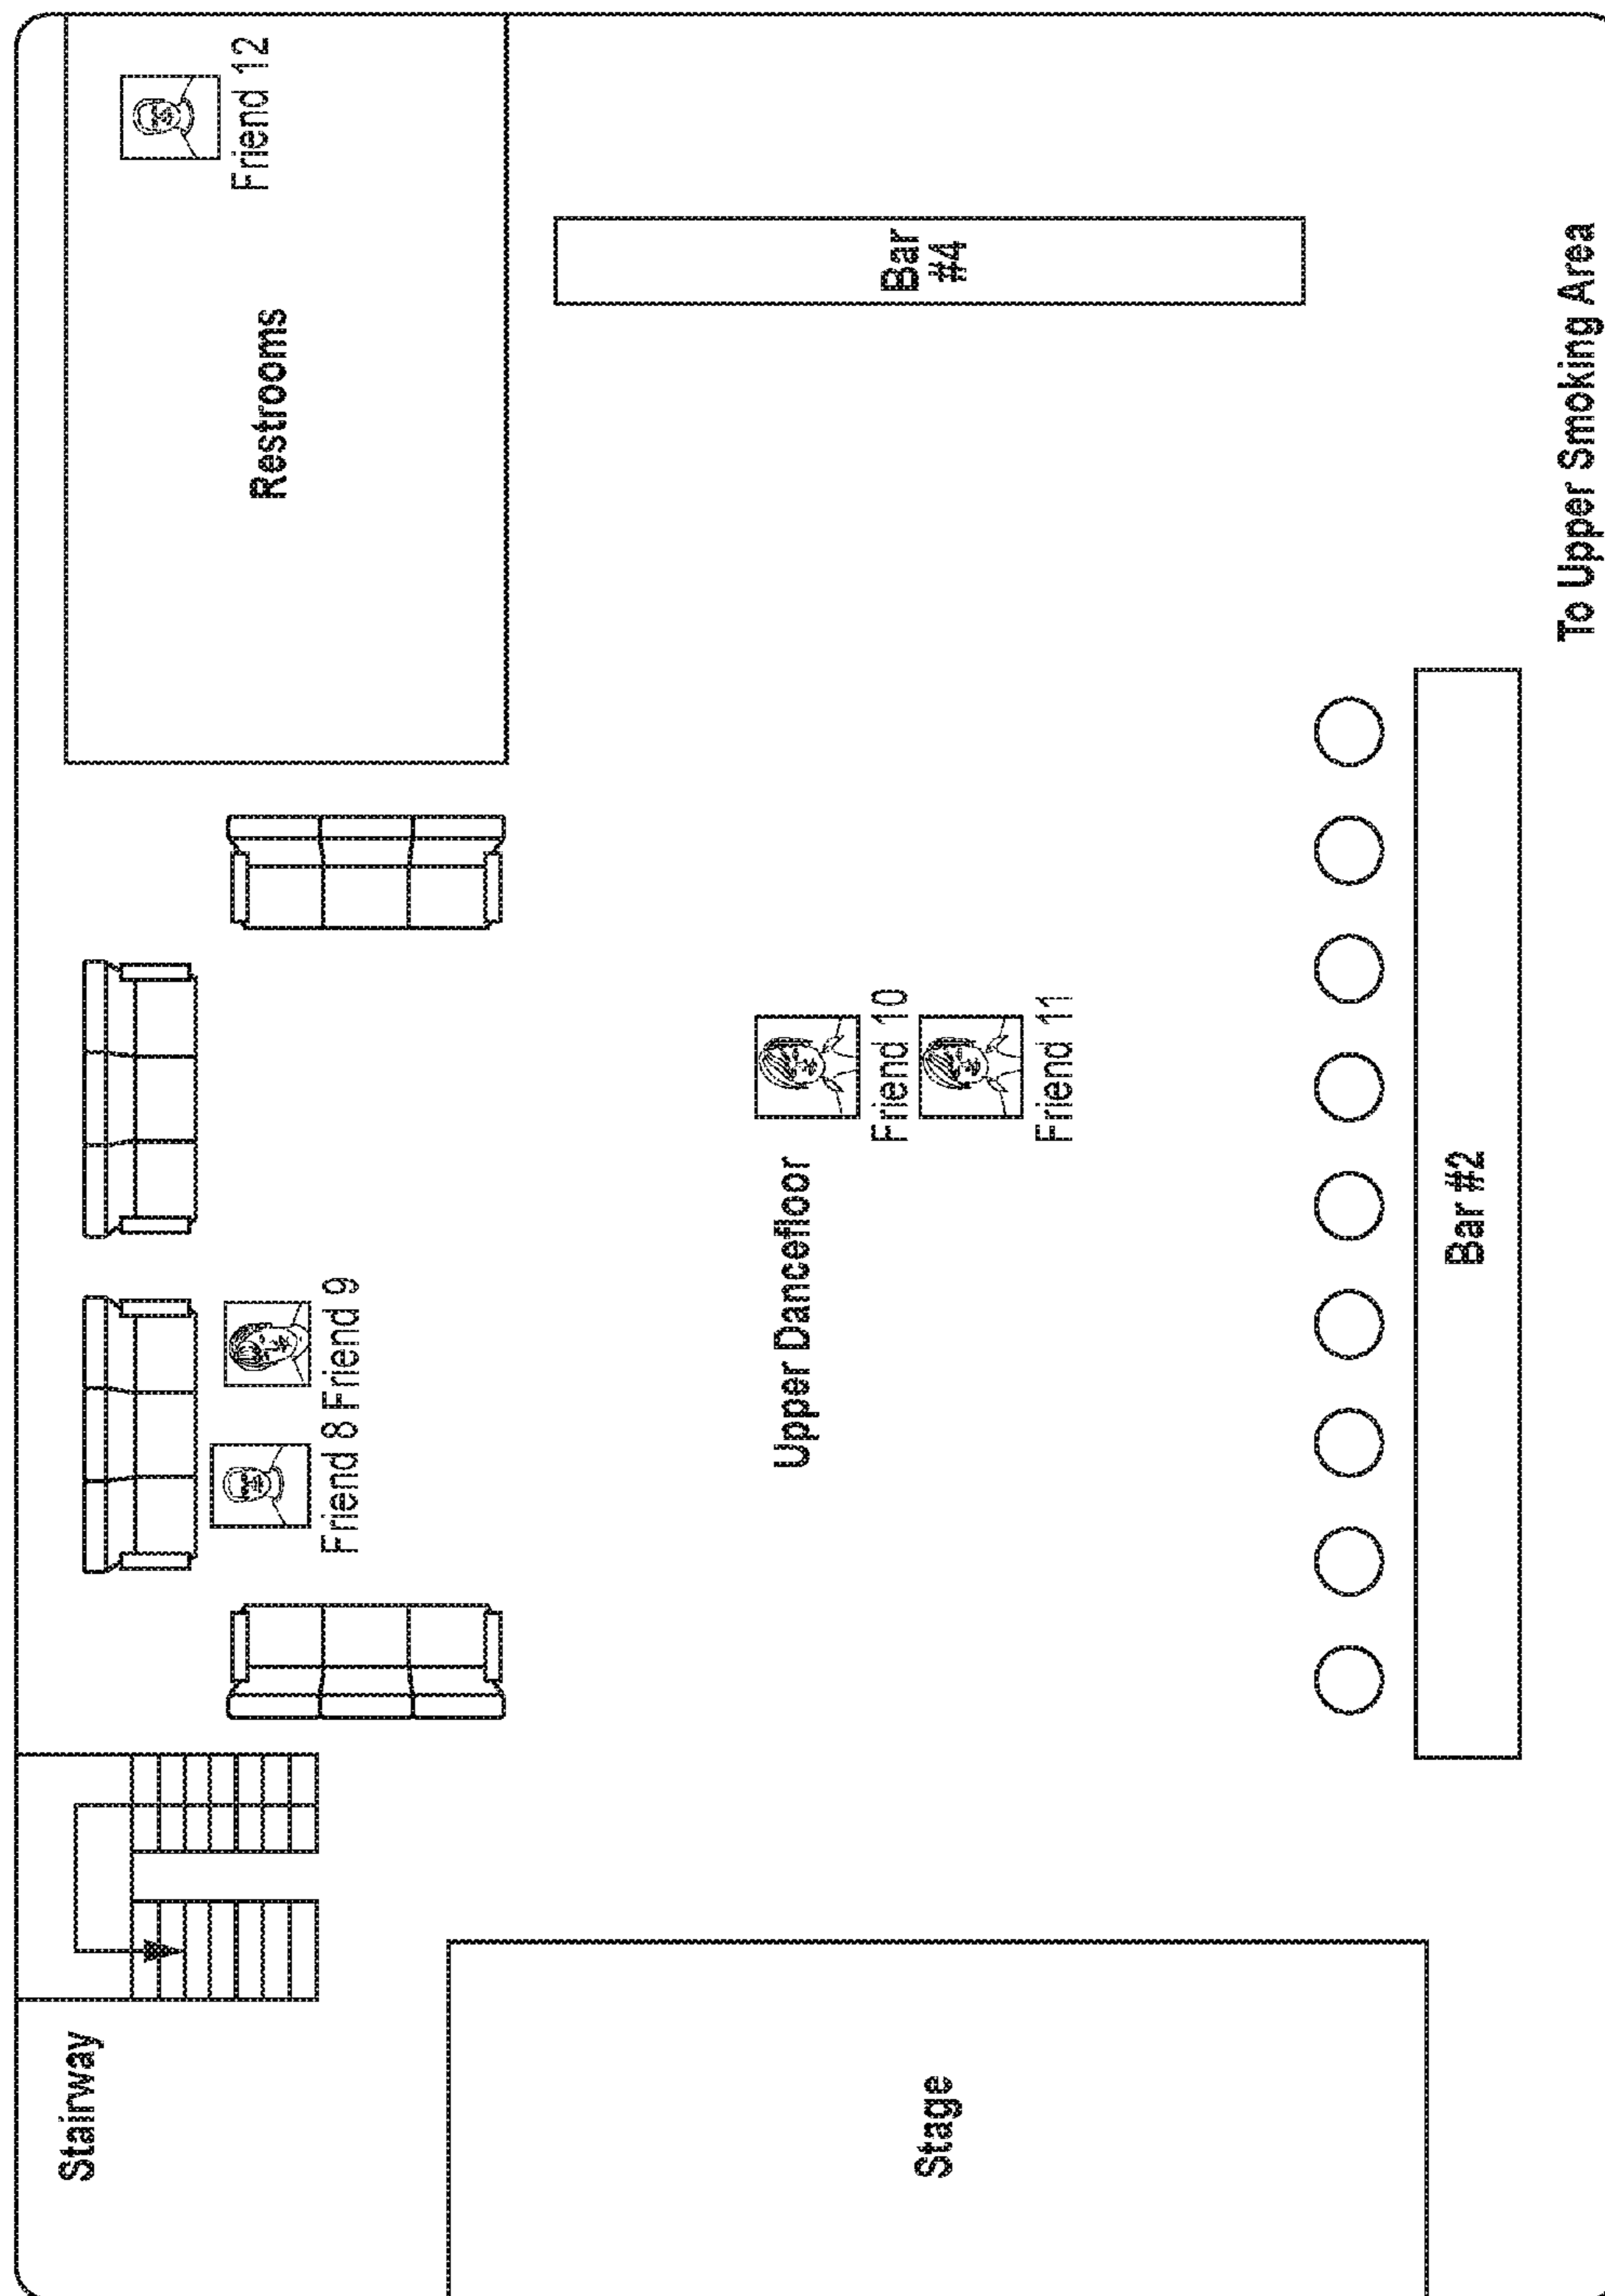 Stairway
Restrooms
Friend 12
Friend 8 Friend 9
Upper Dancefloor
Friend 10
Friend 11
Stage
Bar
#4
Bar #2
To Upper Smoking Area